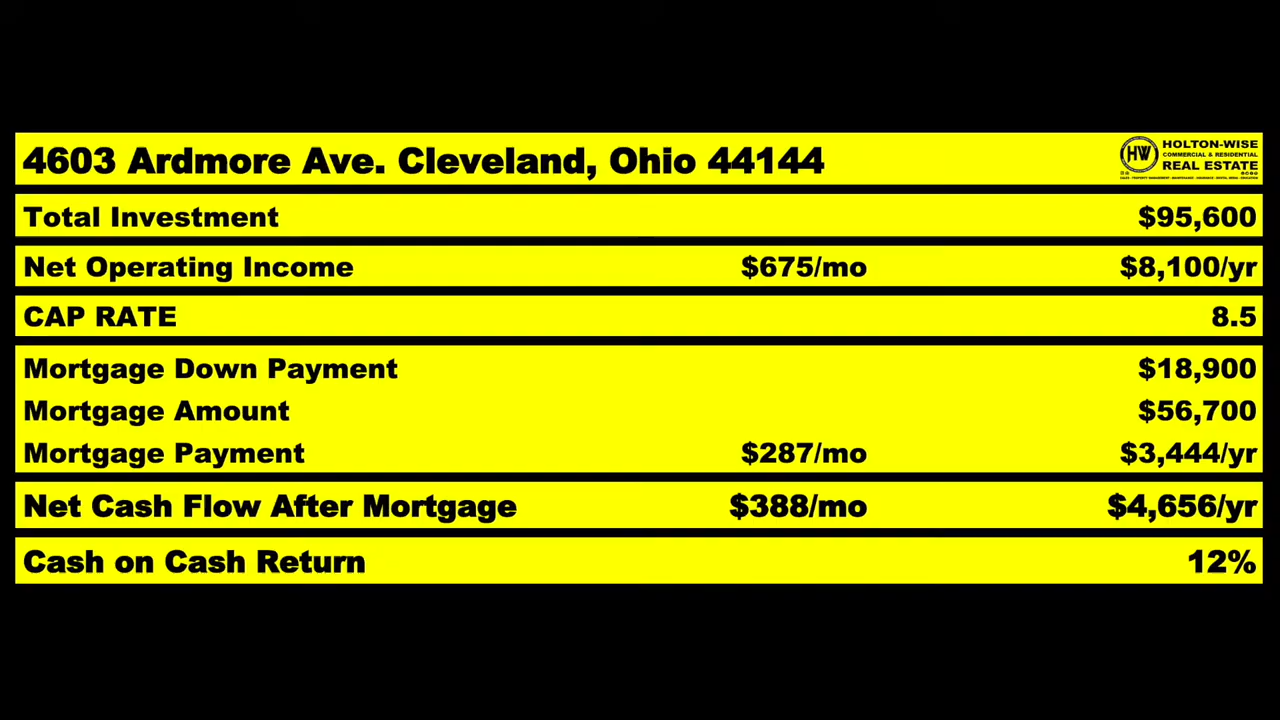 4603 Ardmore Ave. Cleveland, Ohio 44144
HW
HOLTON-WISE
COMMERCIAL & RESIDENTIAL
REAL ESTATE
Total Investment $95,600
Net Operating Income $675/mo $8,100/yr
CAP RATE 8.5
Mortgage Down Payment $18,900
Mortgage Amount $56,700
Mortgage Payment $287/mo $3,444/yr
Net Cash Flow After Mortgage $388/mo $4,656/yr
Cash on Cash Return 12%